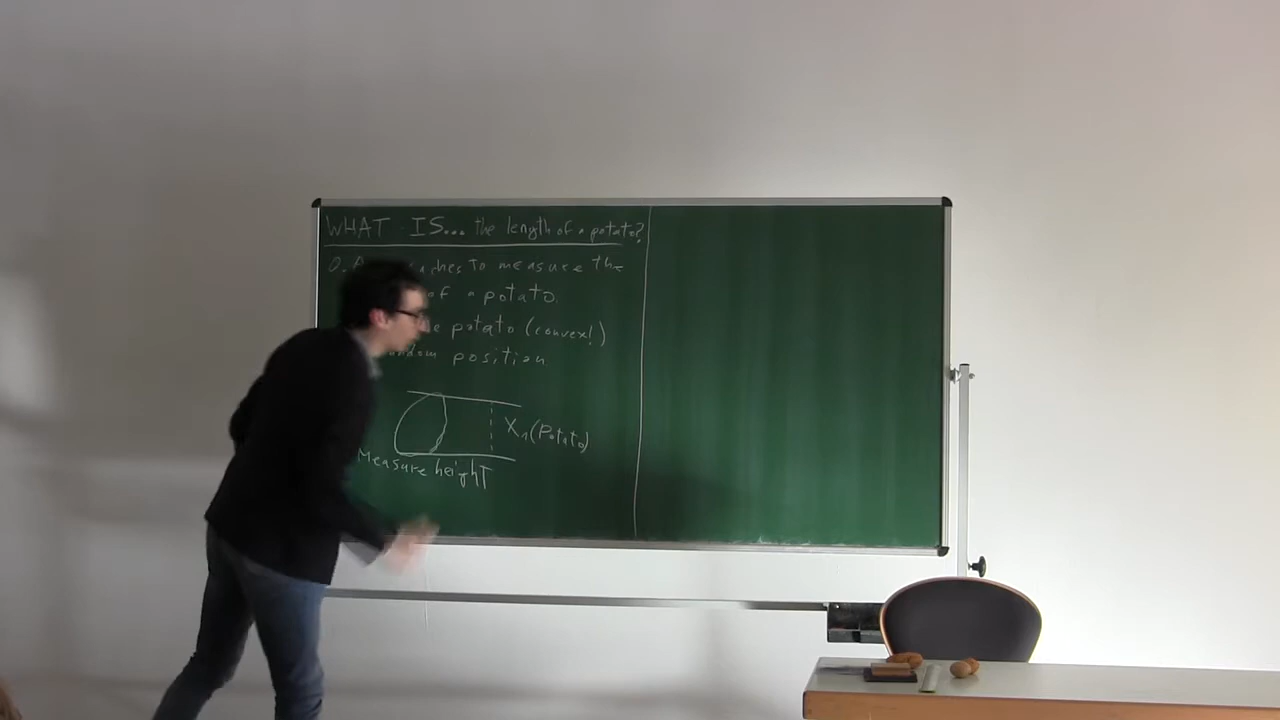 WHAT IS... the length of a potato?
0. to measure the
of a potato.
potato (convex!)
position
X₁(Potato)
Measure height